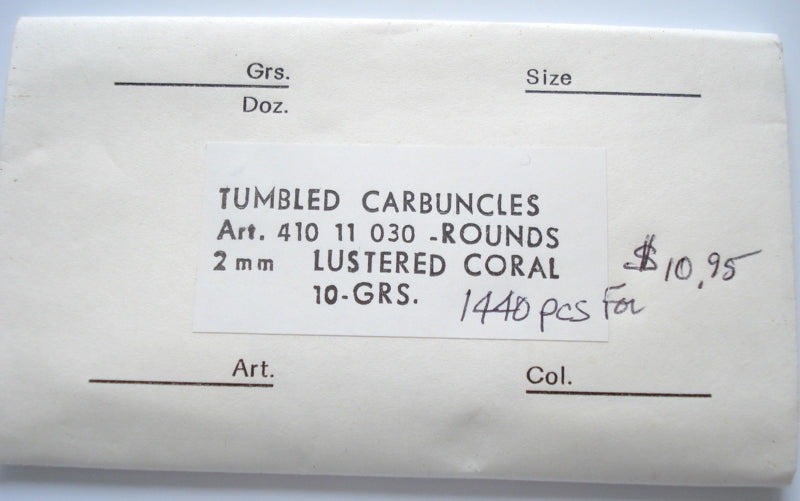 Grs.
Doz.
Size
TUMBLED CARBUNCLES
Art. 410 11 030 -ROUNDS
2 mm LUSTERED CORAL
10-GRS. 1440 pcs For $10.95
Art.
Col.